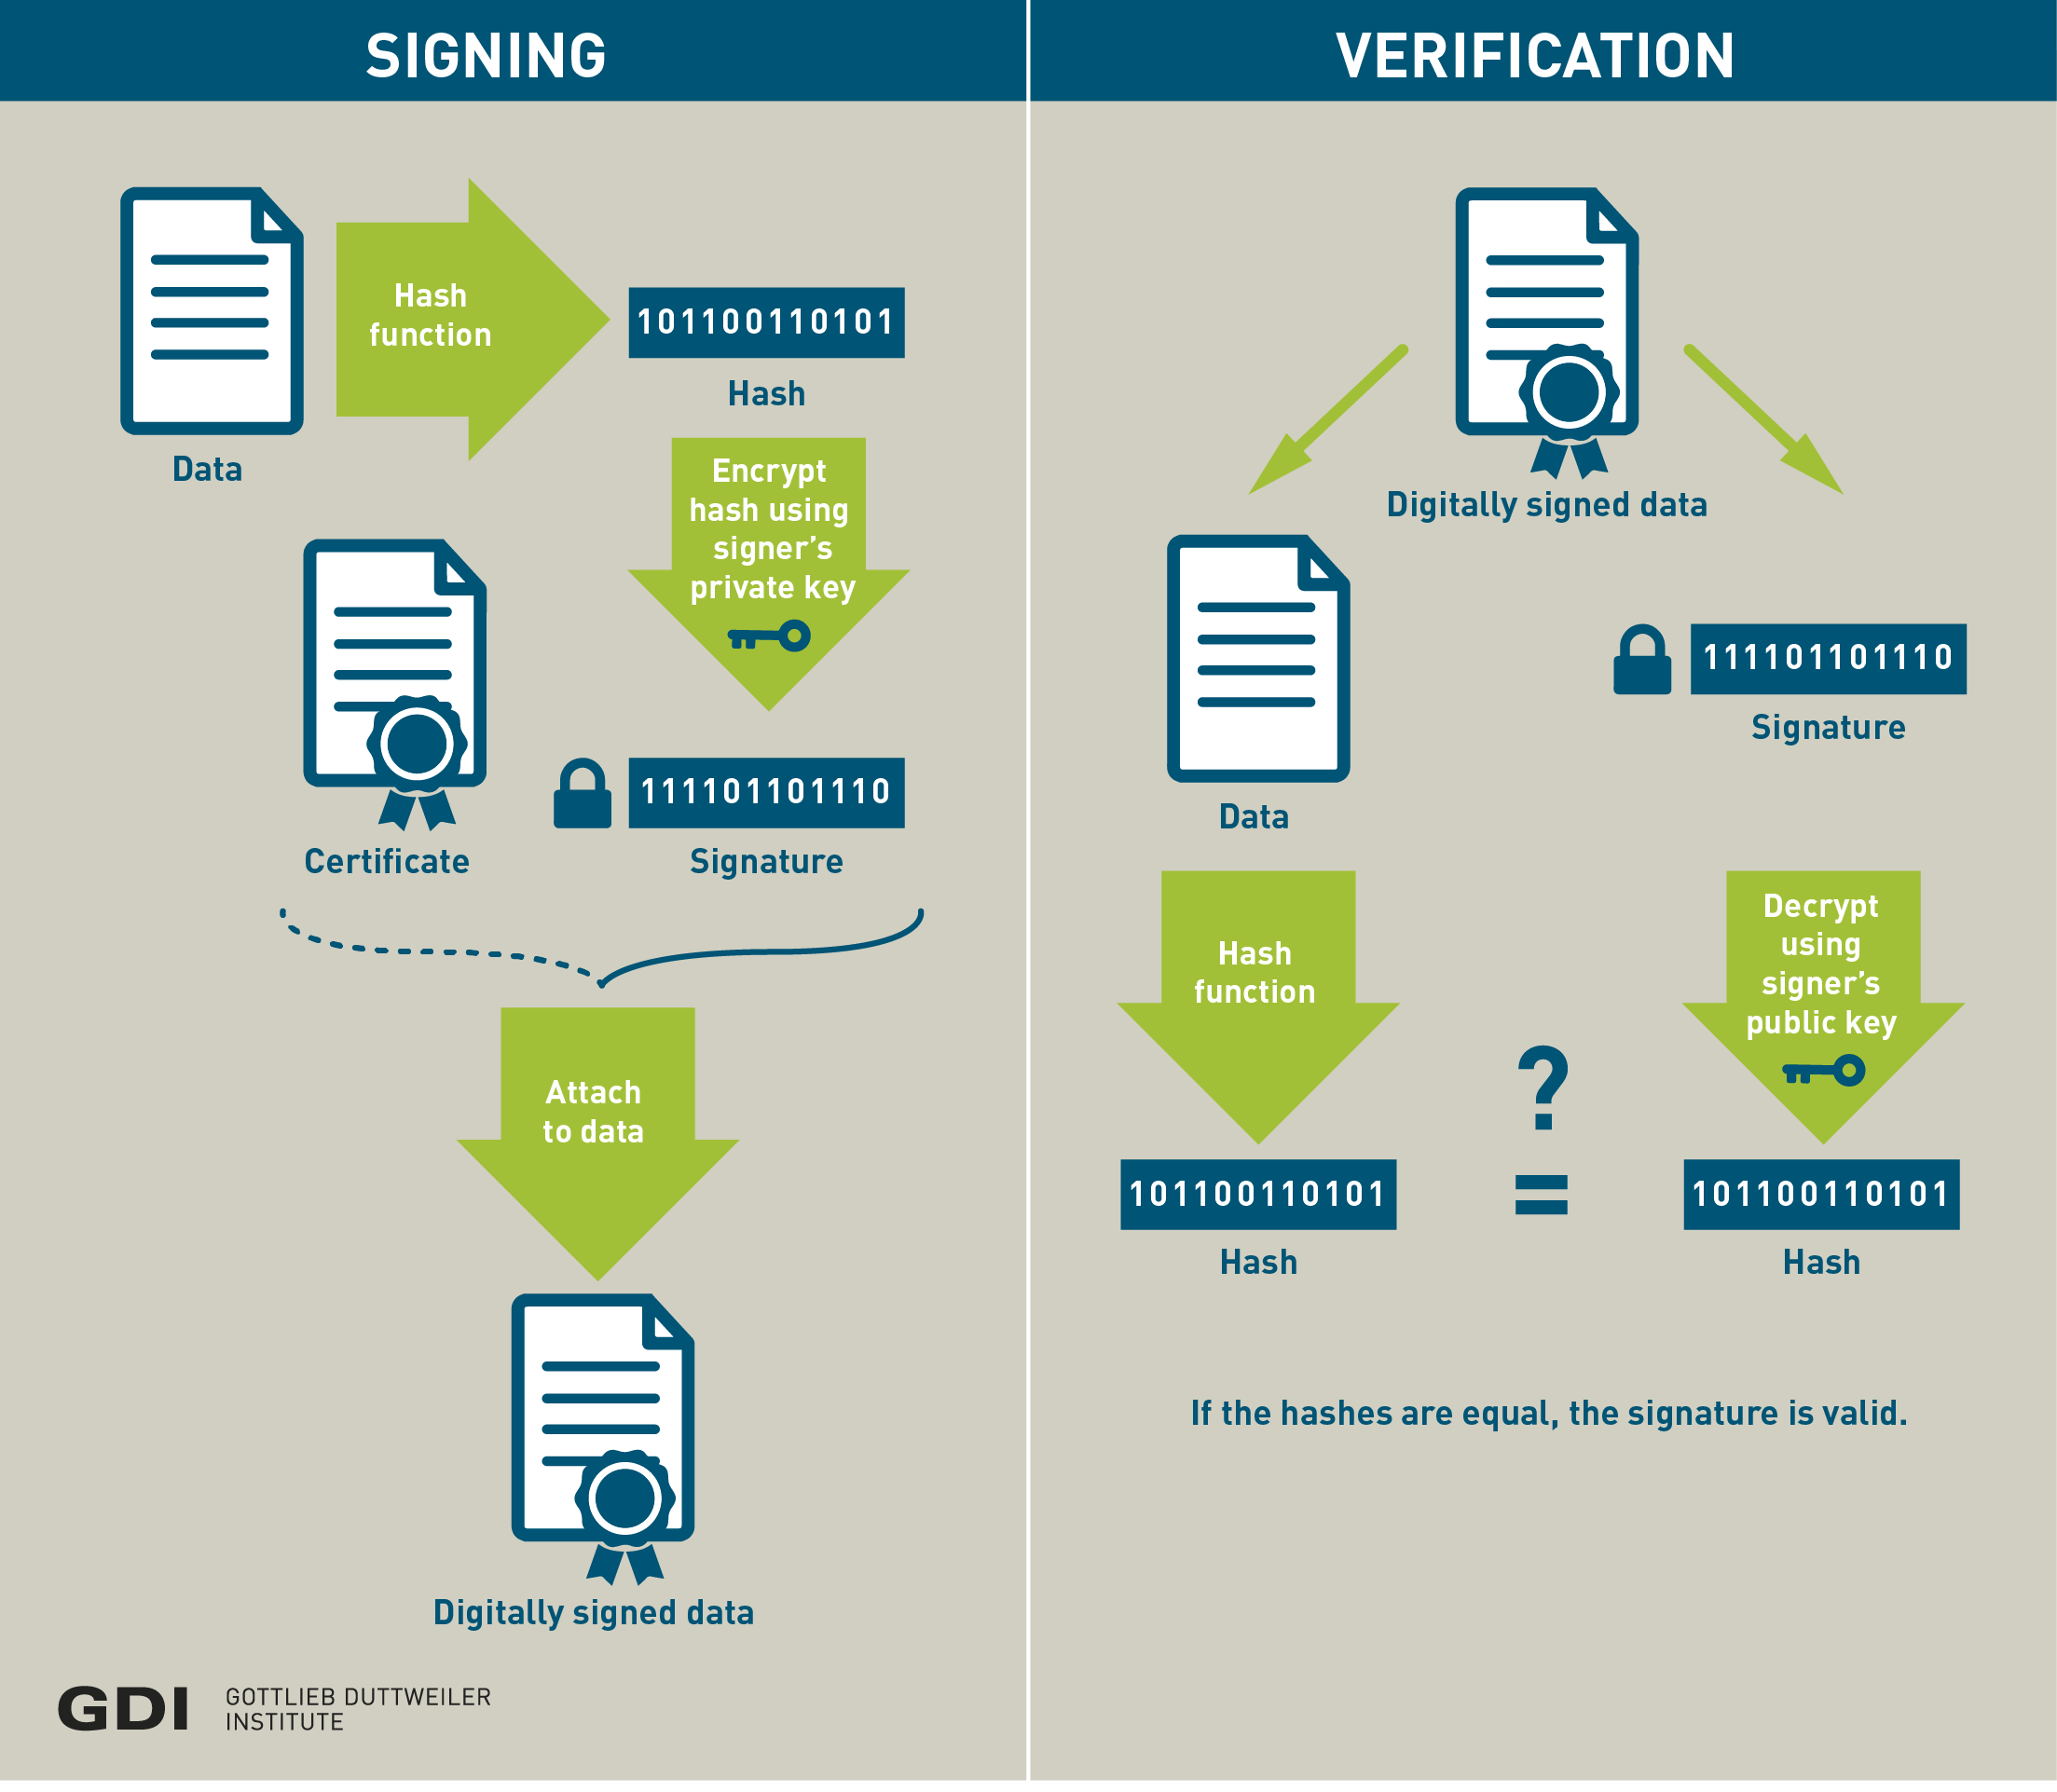 SIGNING
Hash
function
101100110101
Hash
Data
Encrypt
hash using
signer's
private key
Certificate
111101101110
Signature
Attach
to data
Digitally signed data
GDI
GOTTLIEB DUTTWEILER
INSTITUTE
VERIFICATION
Digitally signed data
Data
111101101110
Signature
Hash
function
Decrypt
using
signer's
public key
?
=
101100110101
Hash
101100110101
Hash
If the hashes are equal, the signature is valid.